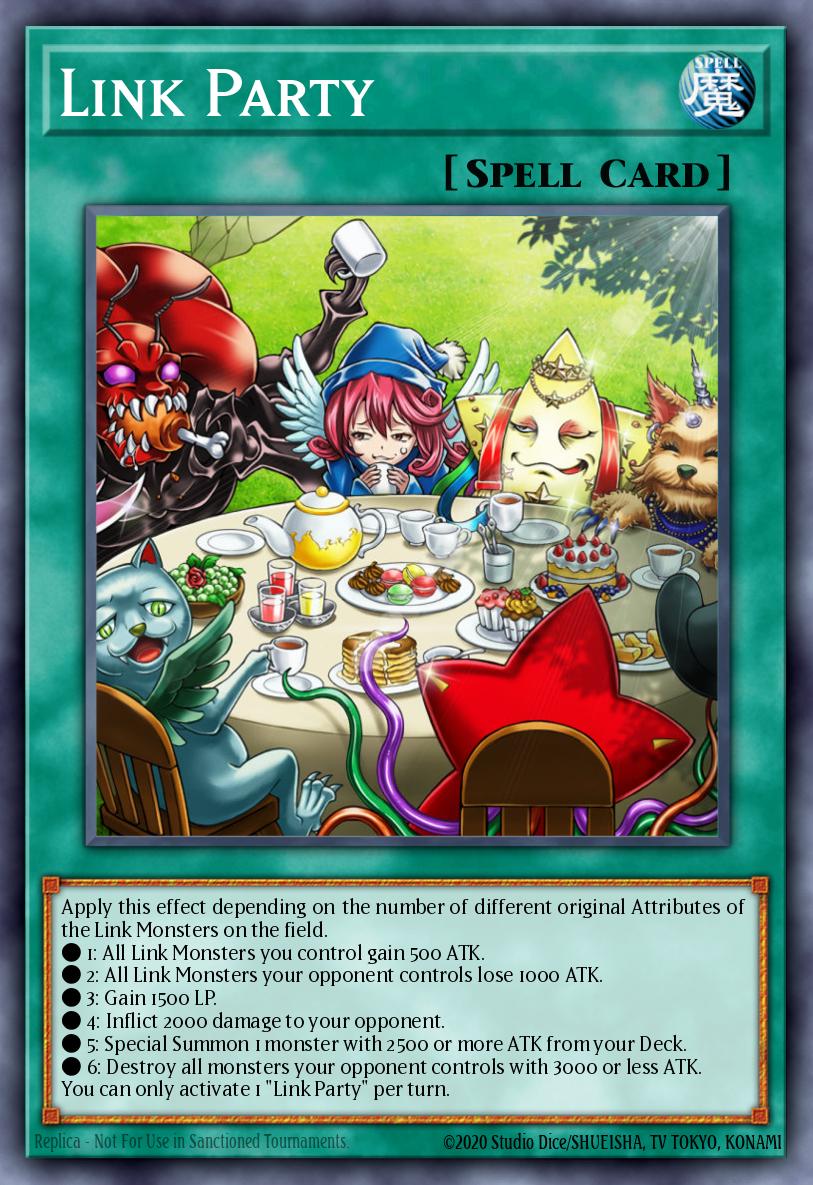 Link Party
SPELL
魔
[ Spell Card ]
Apply this effect depending on the number of different original Attributes of
the Link Monsters on the field.
● 1: All Link Monsters you control gain 500 ATK.
● 2: All Link Monsters your opponent controls lose 1000 ATK.
● 3: Gain 1500 LP.
● 4: Inflict 2000 damage to your opponent.
● 5: Special Summon 1 monster with 2500 or more ATK from your Deck.
● 6: Destroy all monsters your opponent controls with 3000 or less ATK.
You can only activate 1 "Link Party" per turn.
Replica - Not For Use in Sanctioned Tournaments.
©2020 Studio Dice/SHUEISHA, TV TOKYO, KONAMI